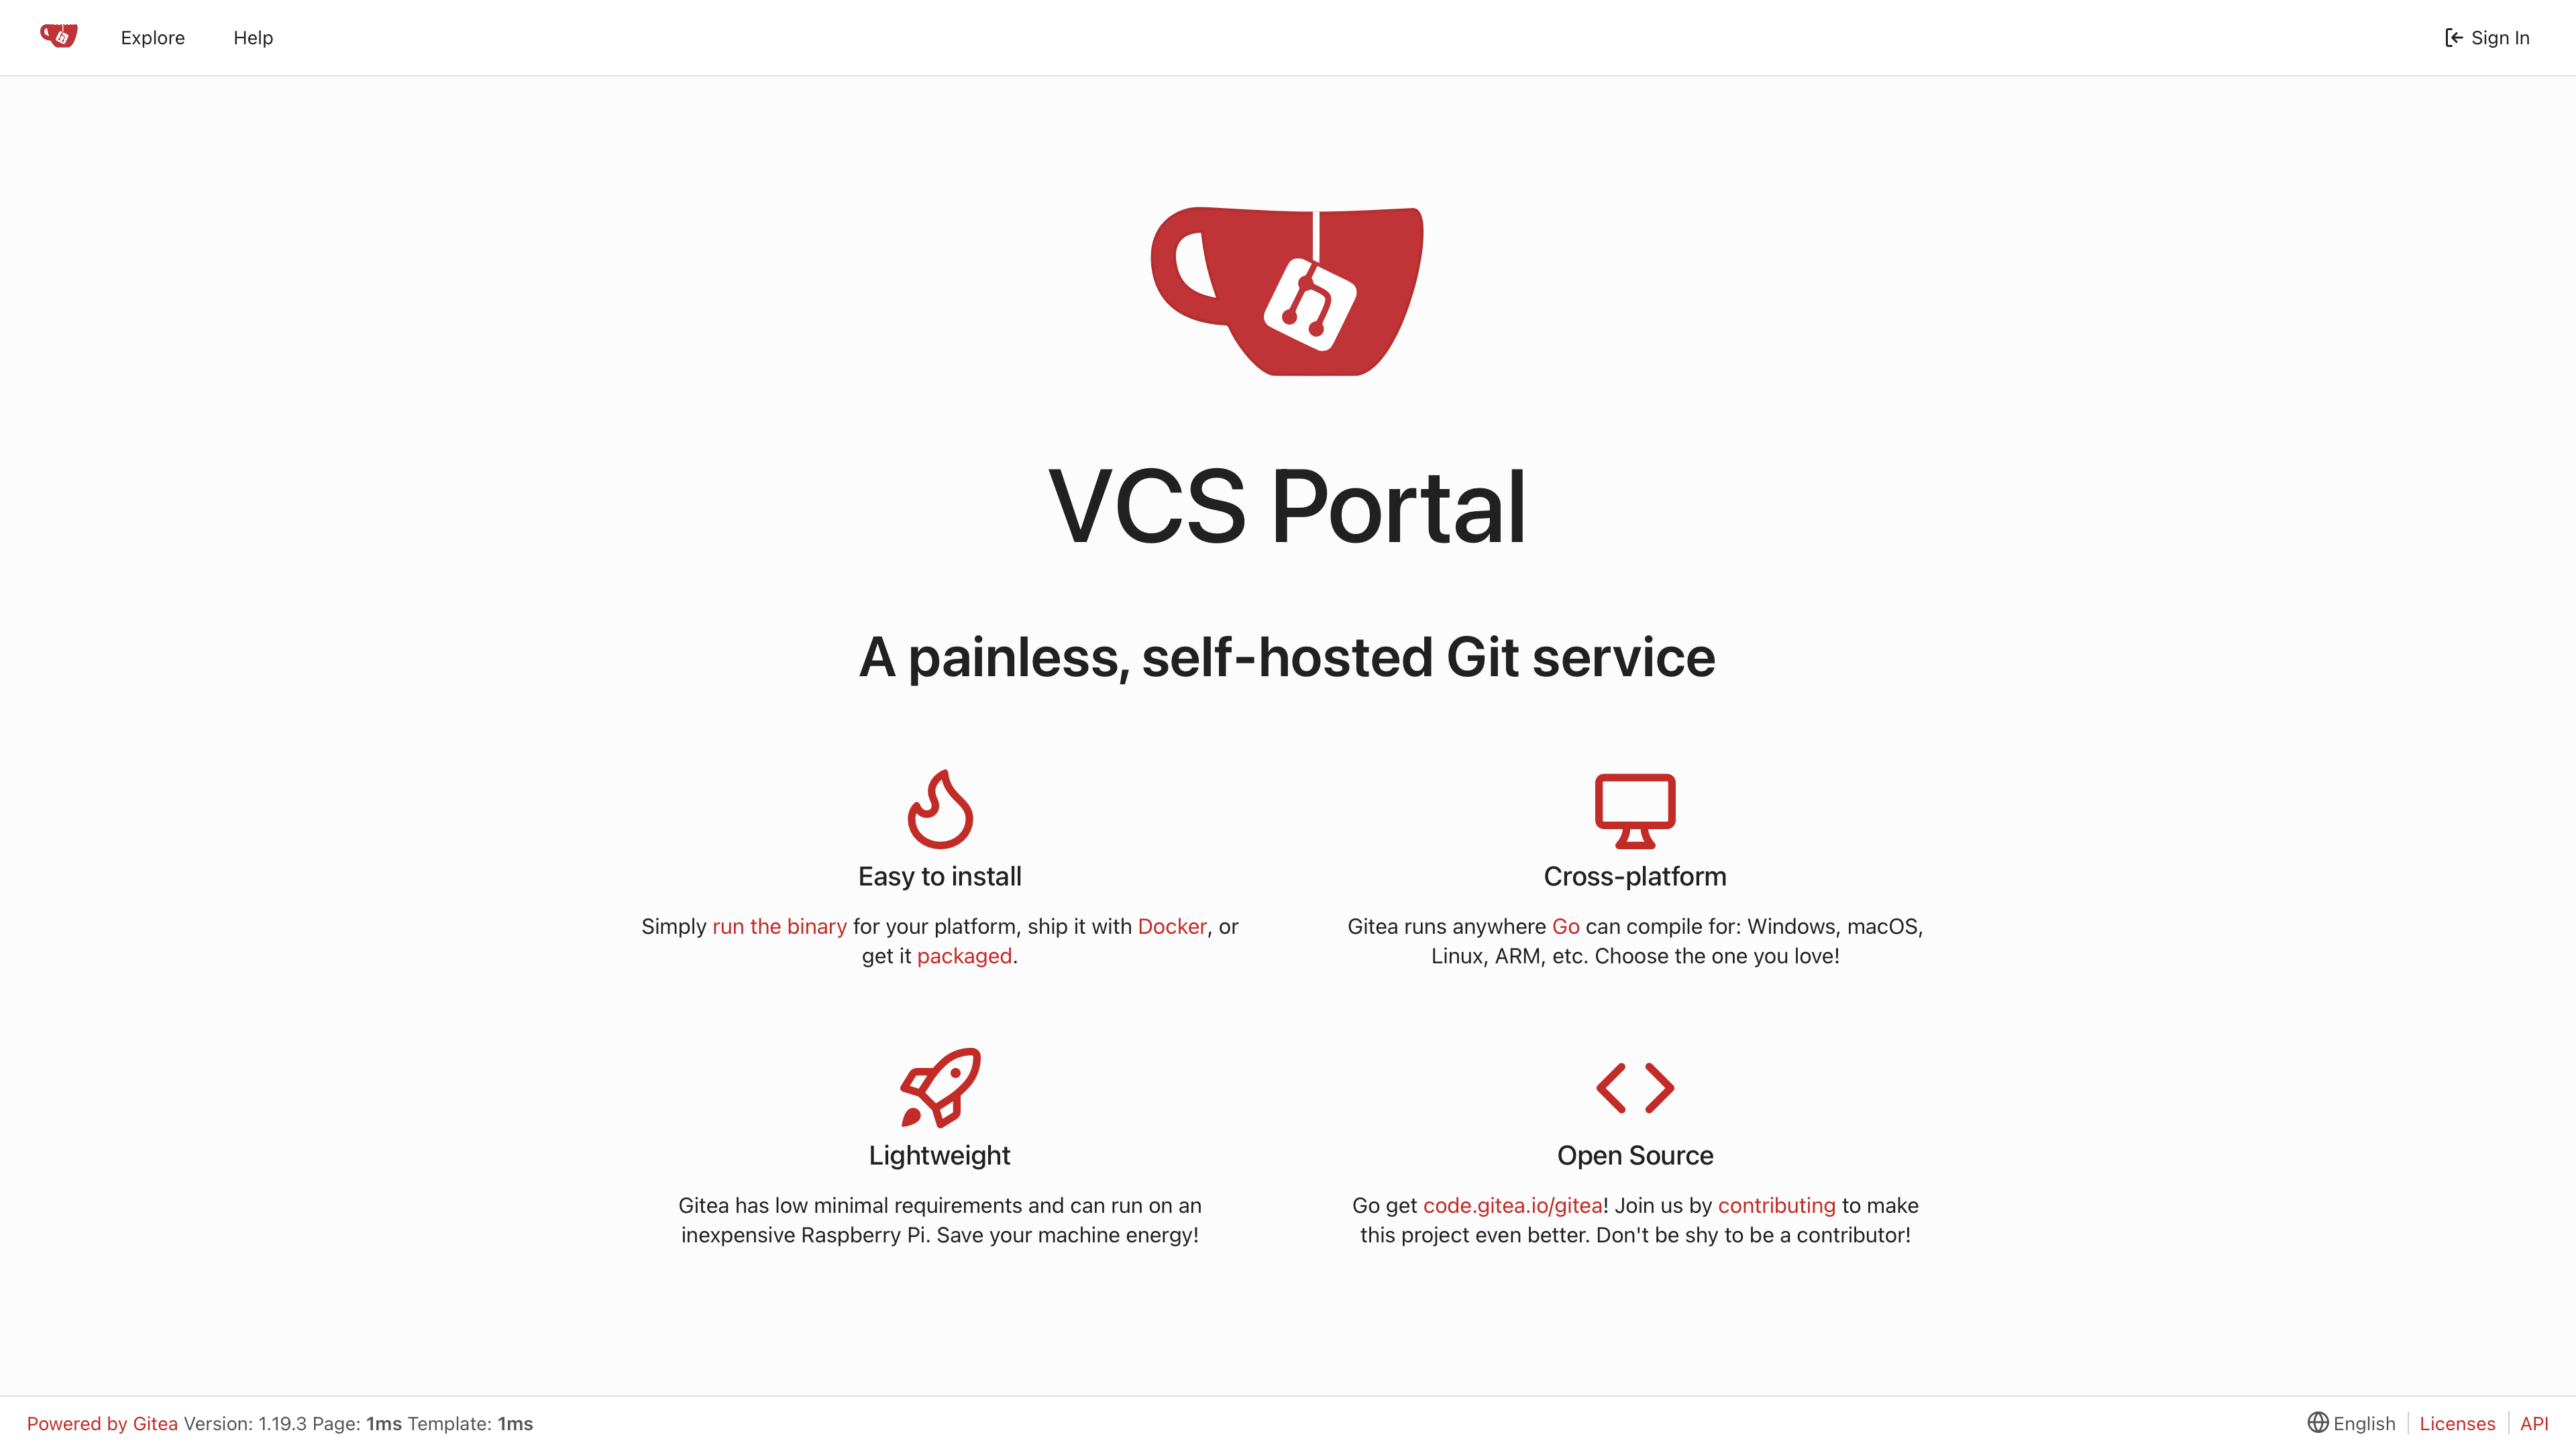 Explore Help Sign In
VCS Portal
A painless, self-hosted Git service
Easy to install
Simply run the binary for your platform, ship it with Docker, or
get it packaged.
Cross-platform
Gitea runs anywhere Go can compile for: Windows, macOS,
Linux, ARM, etc. Choose the one you love!
Lightweight
Gitea has low minimal requirements and can run on an
inexpensive Raspberry Pi. Save your machine energy!
Open Source
Go get code.gitea.io/gitea! Join us by contributing to make
this project even better. Don't be shy to be a contributor!
Powered by Gitea Version: 1.19.3 Page: 1ms Template: 1ms English Licenses API